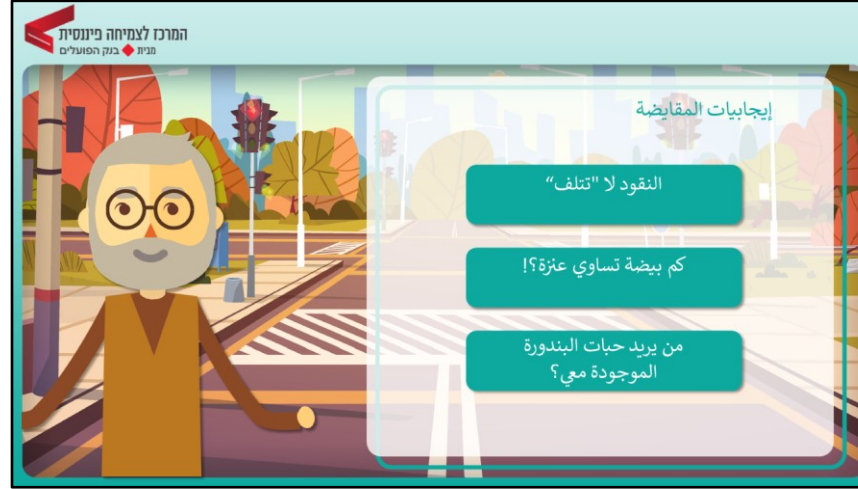 המרכז לצמיחה פיננסית
מבית בנק הפועלים
إيجابيات المقايضة
النقود لا "تتلف“
كم بيضة تساوي عنزة؟!
من يريد حبات البندورة
الموجودة معي؟